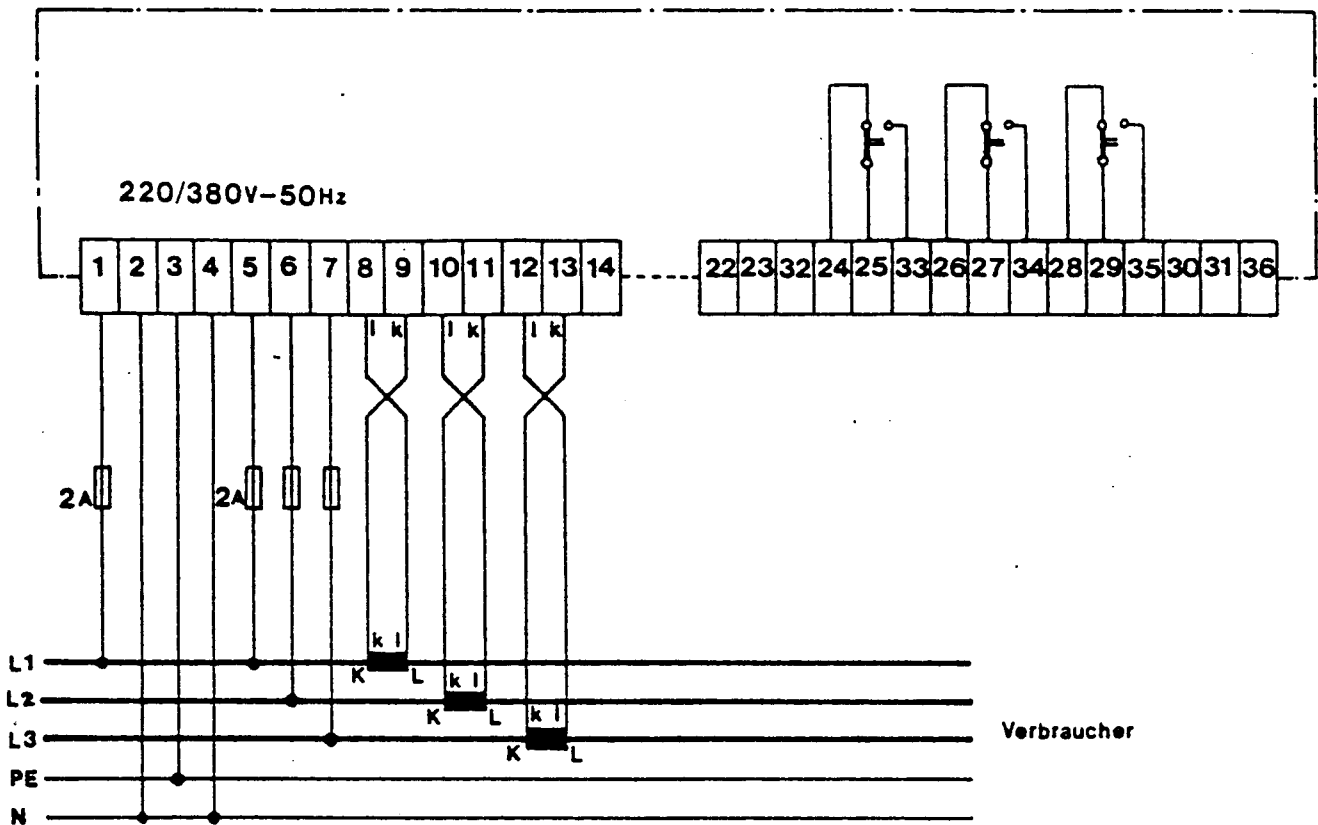 220/380V-50Hz
1 2 3 4 5 6 7 8 9 10 11 12 13 14
22 23 32 24 25 33 26 27 34 28 29 35 30 31 36
l k l k l k
2A 2A
k l
L1
K L
k l
L2
K L
k l
L3
K L
Verbraucher
PE
N